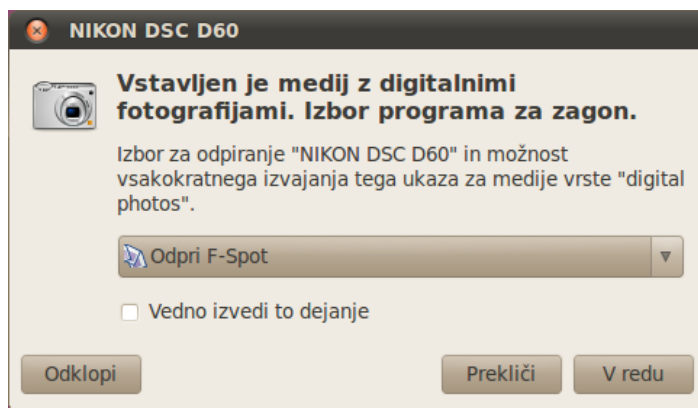 NIKON DSC D60
Vstavljen je medij z digitalnimi
fotografijami. Izbor programa za zagon.
Izbor za odpiranje "NIKON DSC D60" in možnost
vsakokratnega izvajanja tega ukaza za medije vrste "digital
photos".
Odpri F-Spot
Vedno izvedi to dejanje
Odklopi
Prekliči
V redu